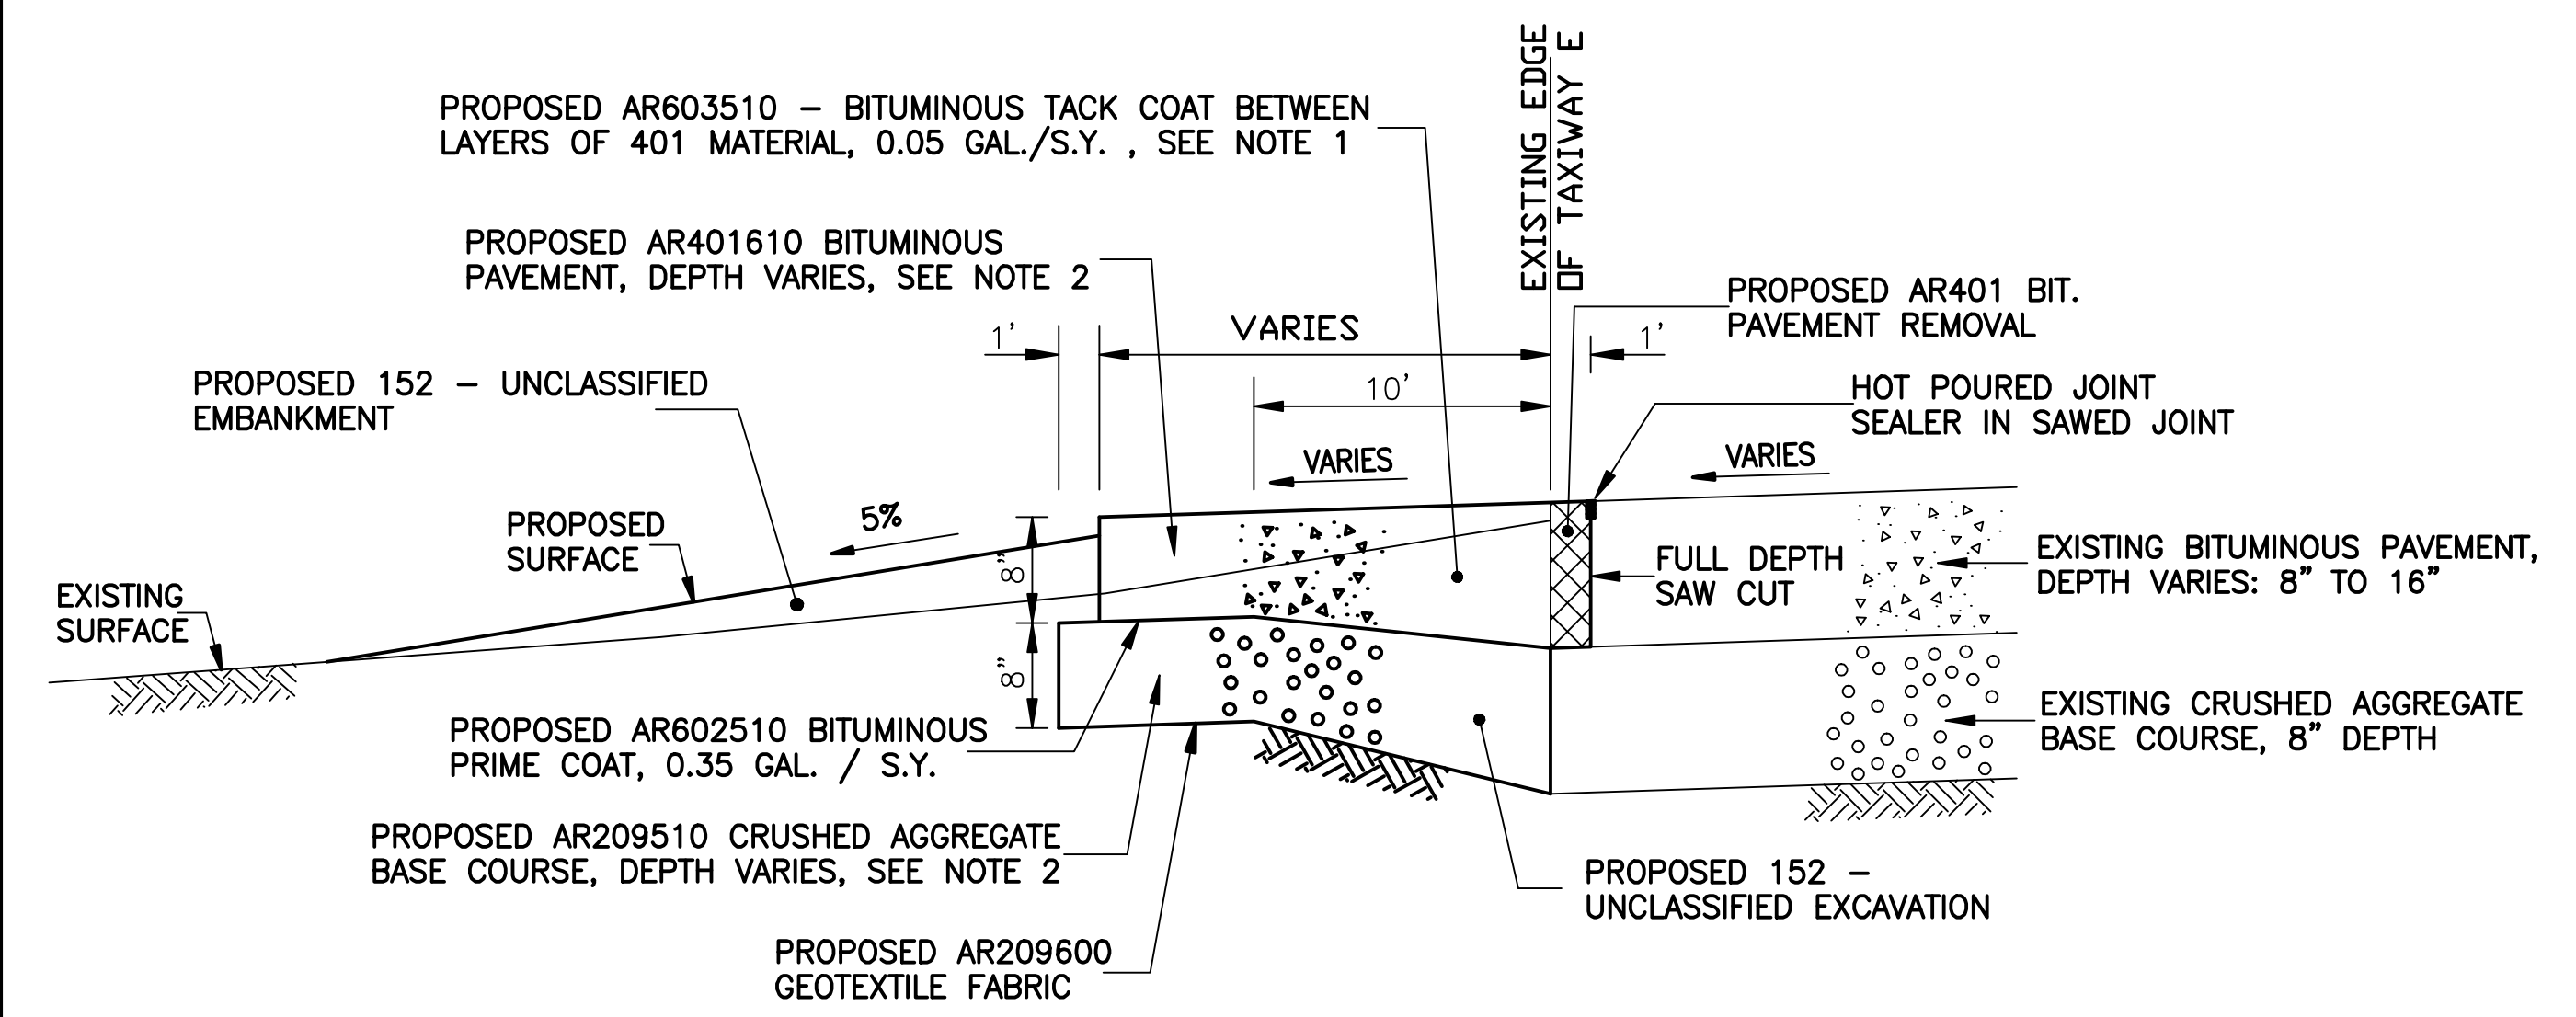 EXISTING EDGE
OF TAXIWAY E
PROPOSED AR603510 – BITUMINOUS TACK COAT BETWEEN
LAYERS OF 401 MATERIAL, 0.05 GAL./S.Y. , SEE NOTE 1
PROPOSED AR401610 BITUMINOUS
PAVEMENT, DEPTH VARIES, SEE NOTE 2
PROPOSED AR401 BIT.
PAVEMENT REMOVAL
1'
VARIES
1'
10'
PROPOSED 152 – UNCLASSIFIED
EMBANKMENT
HOT POURED JOINT
SEALER IN SAWED JOINT
VARIES
VARIES
5%
PROPOSED
SURFACE
8"
FULL DEPTH
SAW CUT
EXISTING BITUMINOUS PAVEMENT,
DEPTH VARIES: 8" TO 16"
EXISTING
SURFACE
8"
EXISTING CRUSHED AGGREGATE
BASE COURSE, 8" DEPTH
PROPOSED AR602510 BITUMINOUS
PRIME COAT, 0.35 GAL. / S.Y.
PROPOSED AR209510 CRUSHED AGGREGATE
BASE COURSE, DEPTH VARIES, SEE NOTE 2
PROPOSED 152 –
UNCLASSIFIED EXCAVATION
PROPOSED AR209600
GEOTEXTILE FABRIC